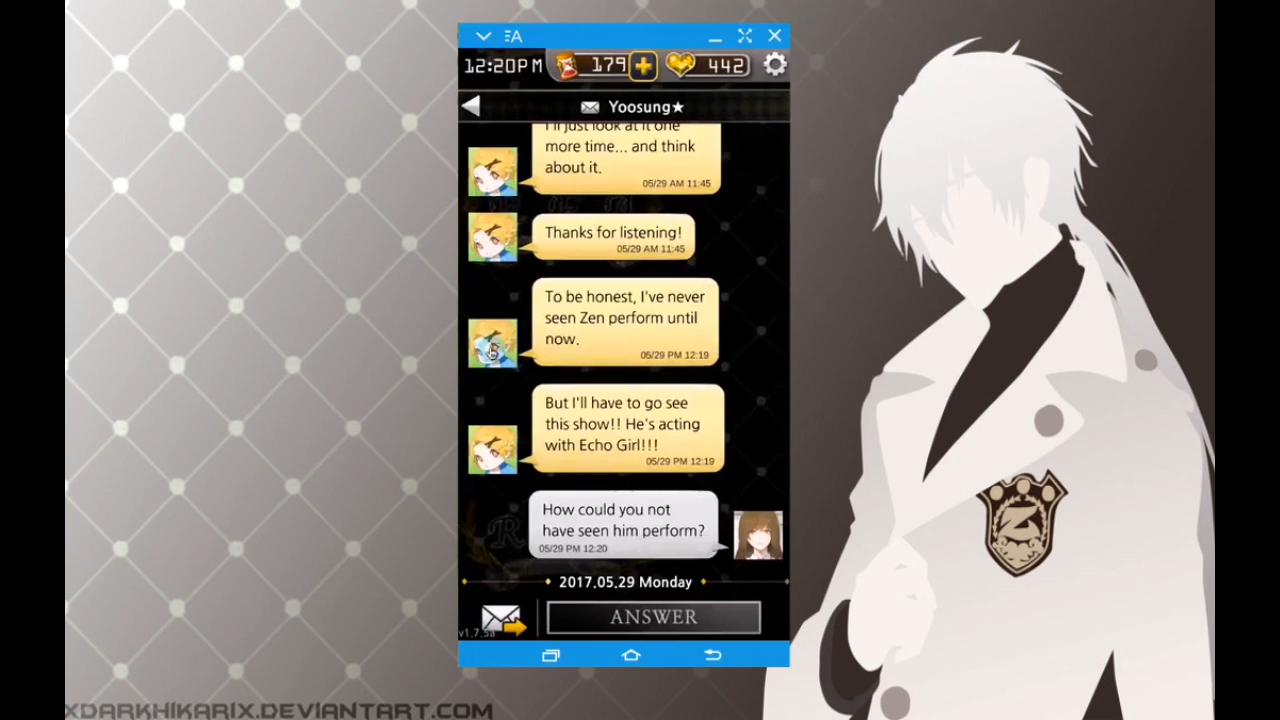 12:20PM 179 442
Yoosung★
I'll just look at it one
more time... and think
about it.
05/29 AM 11:45
Thanks for listening!
05/29 AM 11:45
To be honest, I've never
seen Zen perform until
now.
05/29 PM 12:19
But I'll have to go see
this show!! He's acting
with Echo Girl!!!
05/29 PM 12:19
How could you not
have seen him perform?
05/29 PM 12:20
2017.05.29 Monday
ANSWER
Z
XDARKHIKARIX.DEVIANTART.COM